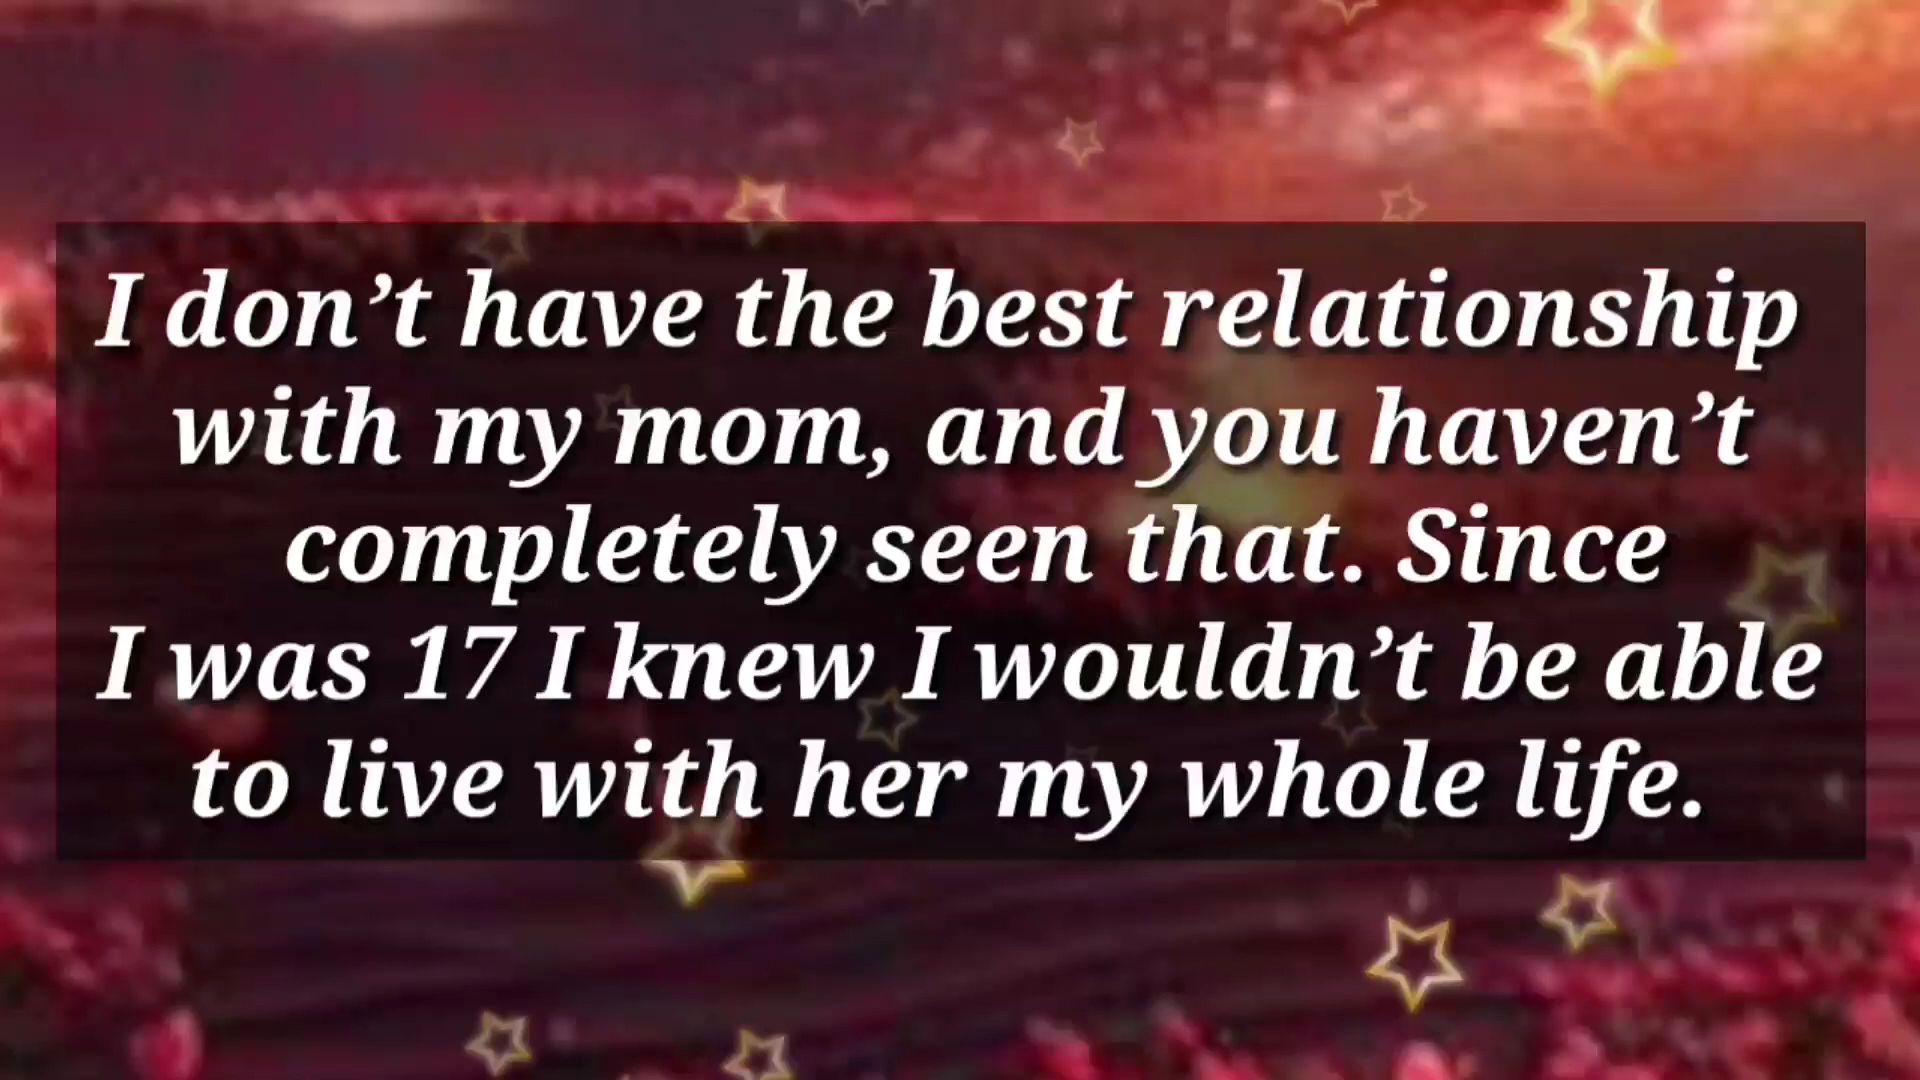 I don’t have the best relationship
with my mom, and you haven’t
completely seen that. Since
I was 17 I knew I wouldn’t be able
to live with her my whole life.